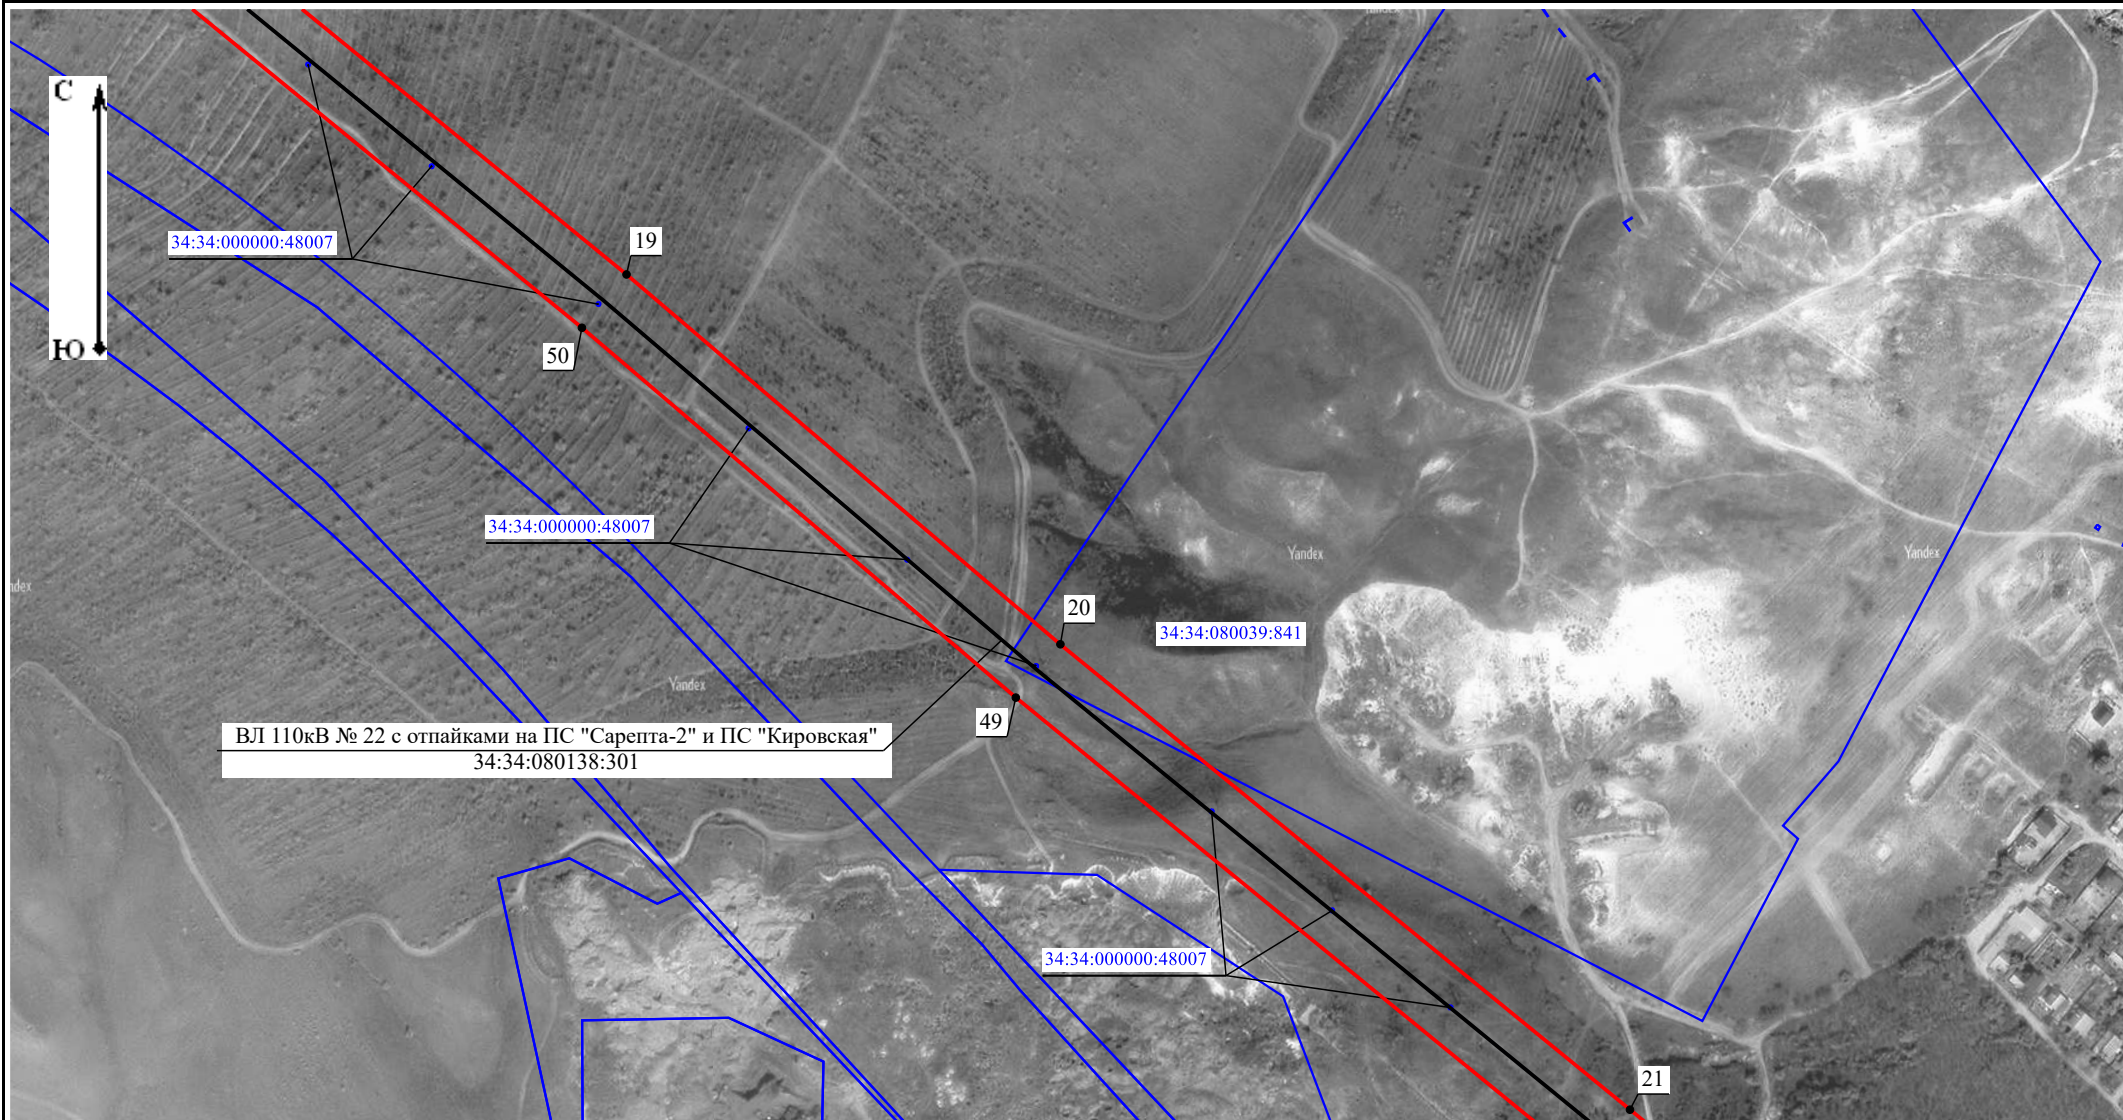 С
34:34:000000:48007
19
Ю
50
34:34:000000:48007
Yandex
Yandex
ndex
20
34:34:080039:841
Yandex
49
ВЛ 110кВ № 22 с отпайками на ПС "Сарепта-2" и ПС "Кировская"
34:34:080138:301
34:34:000000:48007
21